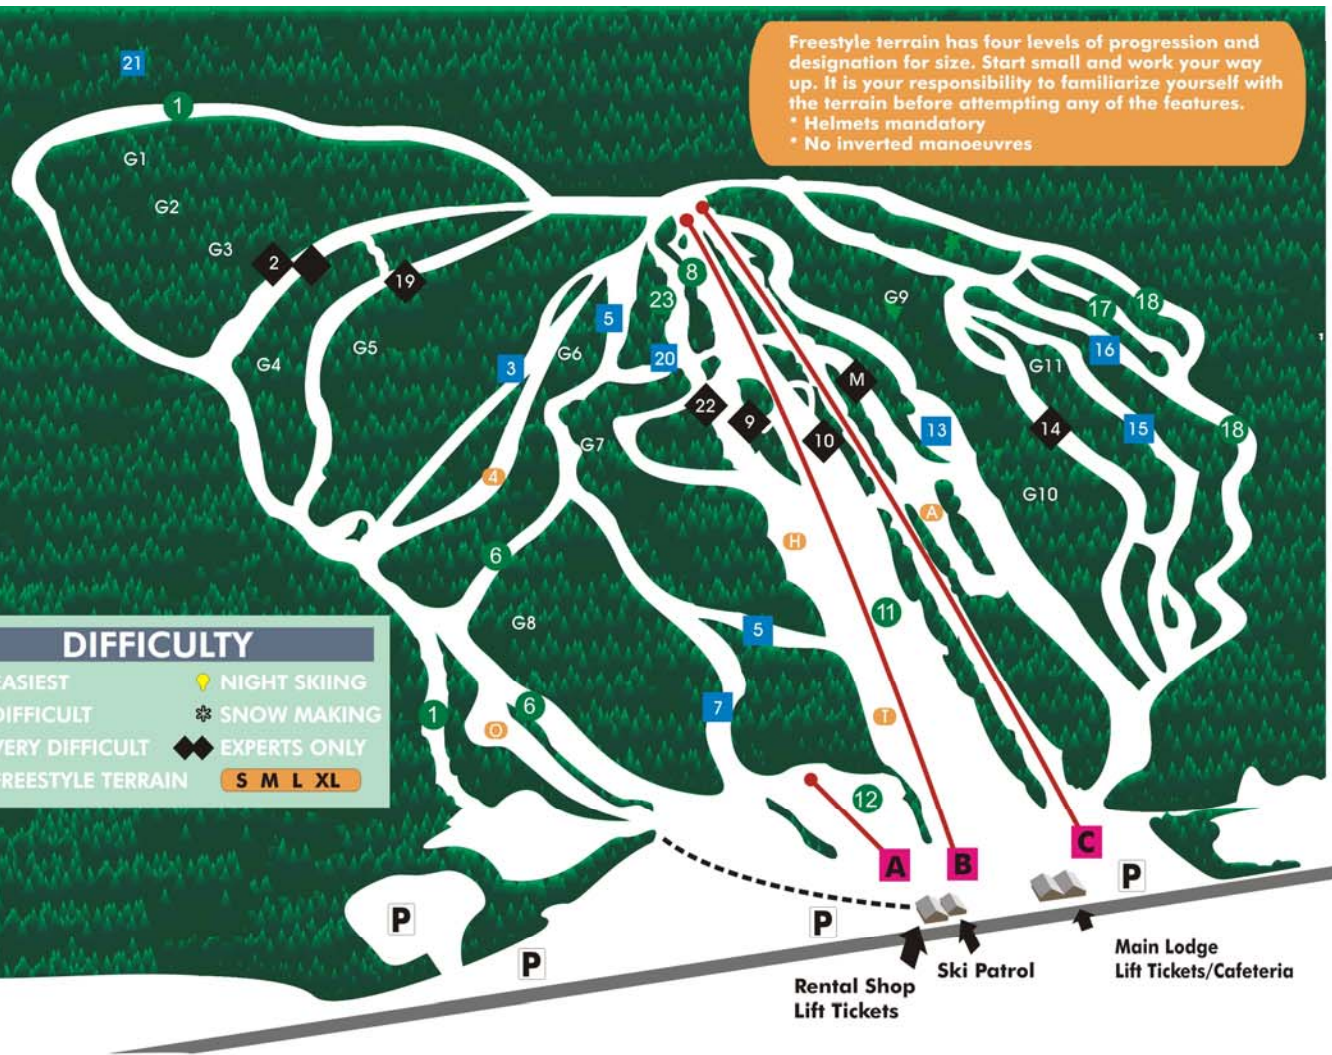 Freestyle terrain has four levels of progression and
designation for size. Start small and work your way
up. It is your responsibility to familiarize yourself with
the terrain before attempting any of the features.
* Helmets mandatory
* No inverted manoeuvres
21
1
G1
G2
G3
2
19
8
23
5
20
3
G6
G4
G5
G9
17
18
16
G11
M
22
9
10
13
14
15
18
4
G7
H
A
G10
6
11
G8
5
1
6
7
O
T
12
DIFFICULTY
EASIEST
NIGHT SKIING
DIFFICULT
SNOW MAKING
VERY DIFFICULT
EXPERTS ONLY
FREESTYLE TERRAIN
S M L XL
A
B
C
P
P
P
P
Rental Shop
Lift Tickets
Ski Patrol
Main Lodge
Lift Tickets/Cafeteria